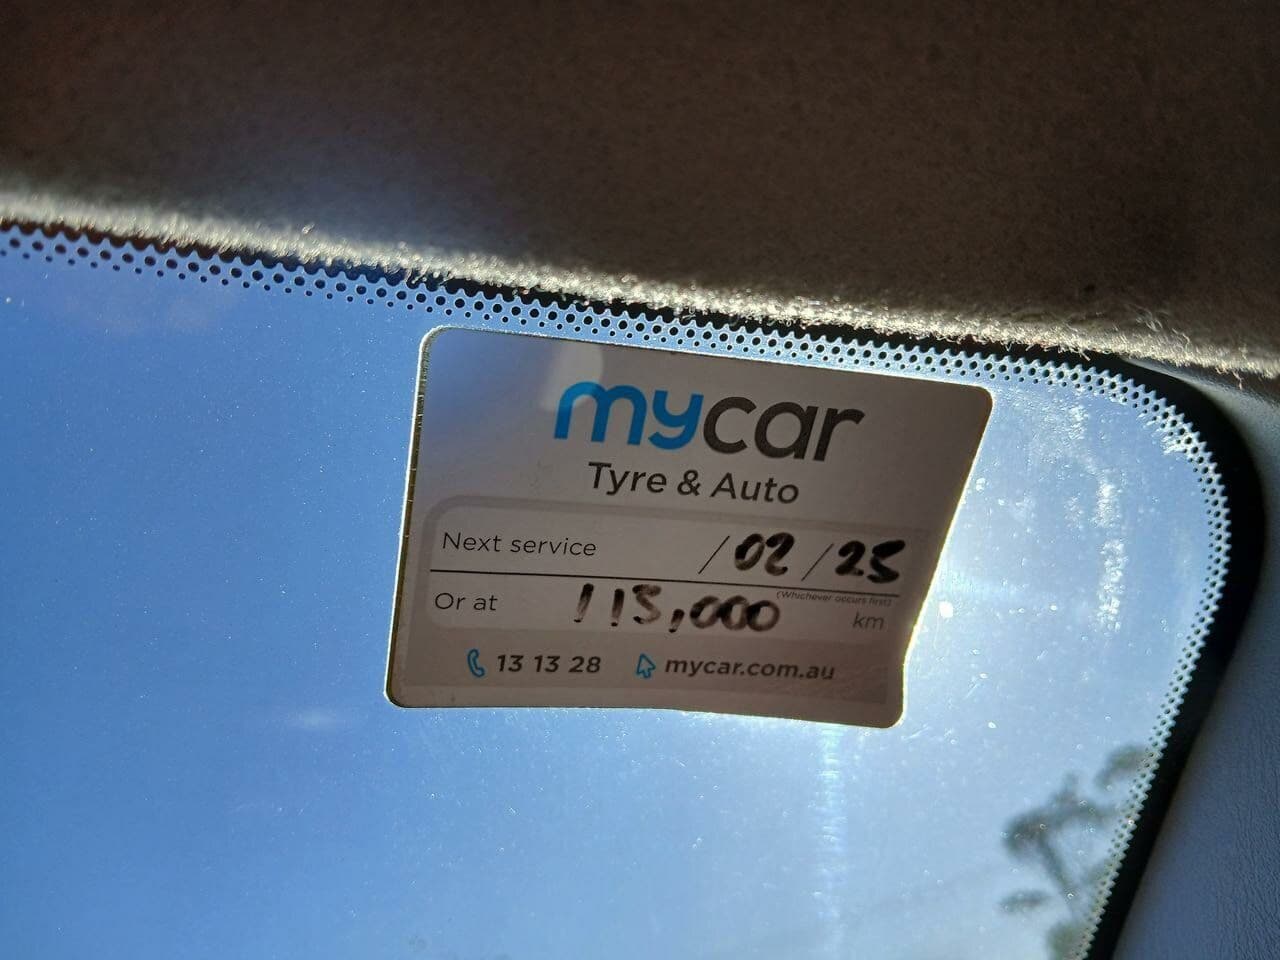 mycar
Tyre & Auto
Next service /02/25
(Whichever occurs first)
Or at 115,000 km
13 13 28 mycar.com.au